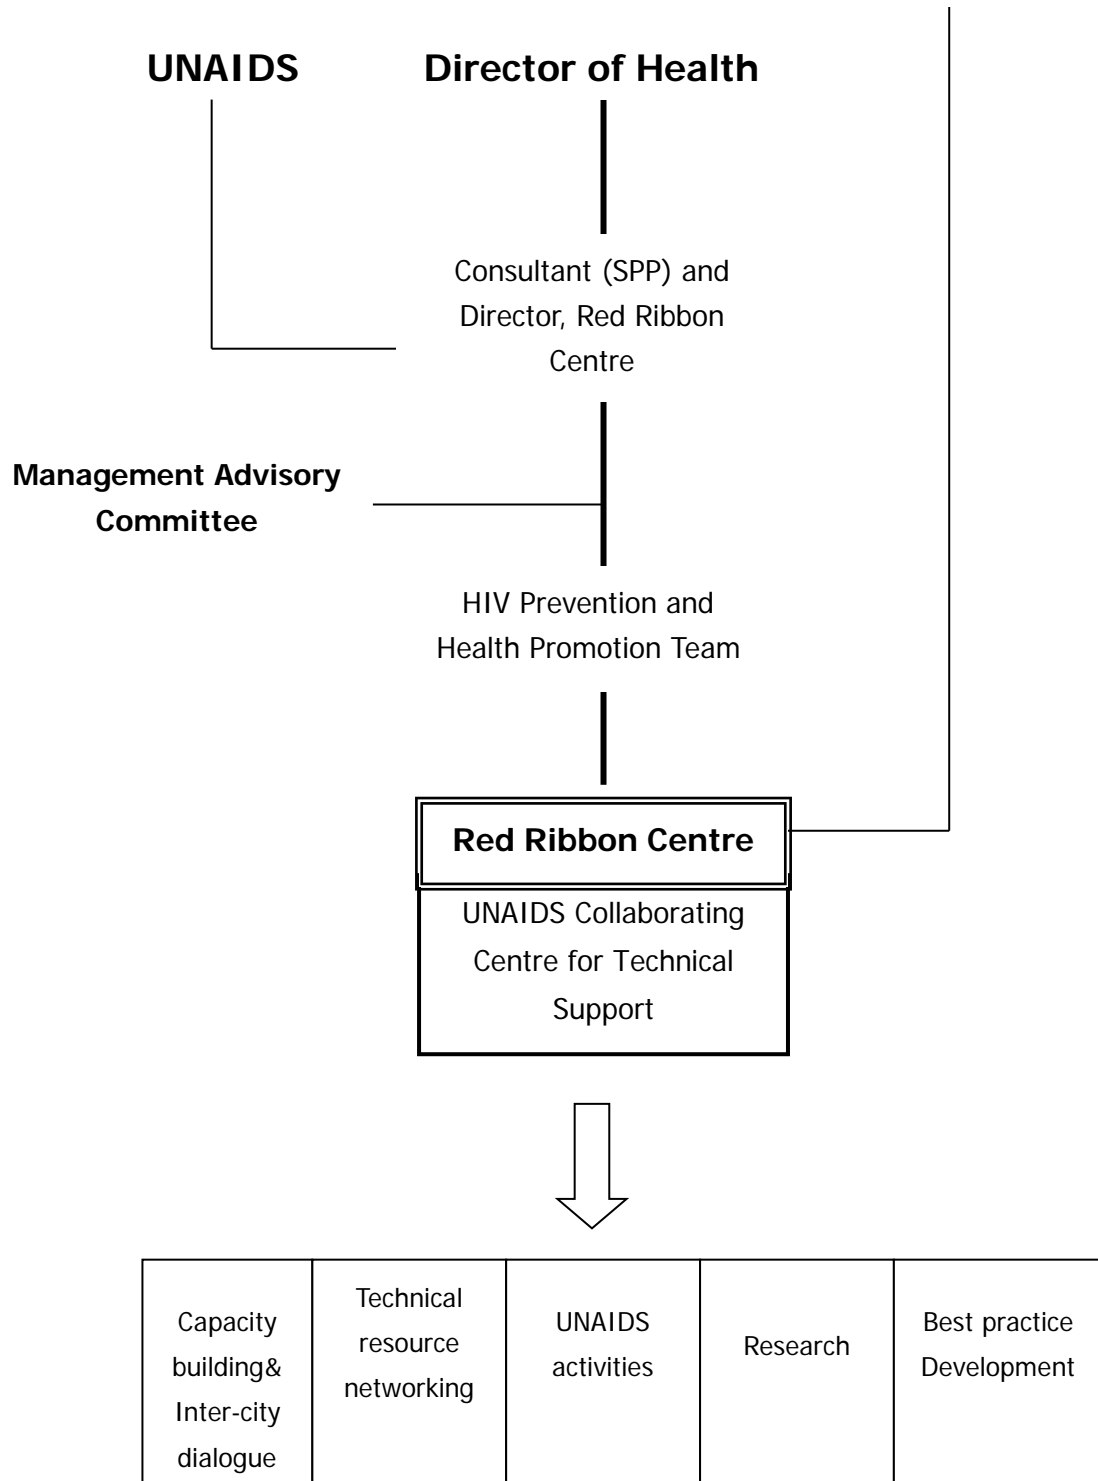 UNAIDS
Director of Health
Consultant (SPP) and
Director, Red Ribbon
Centre
Management Advisory
Committee
HIV Prevention and
Health Promotion Team
Red Ribbon Centre
UNAIDS Collaborating
Centre for Technical
Support
Capacity
building&
Inter-city
dialogue
Technical
resource
networking
UNAIDS
activities
Research
Best practice
Development